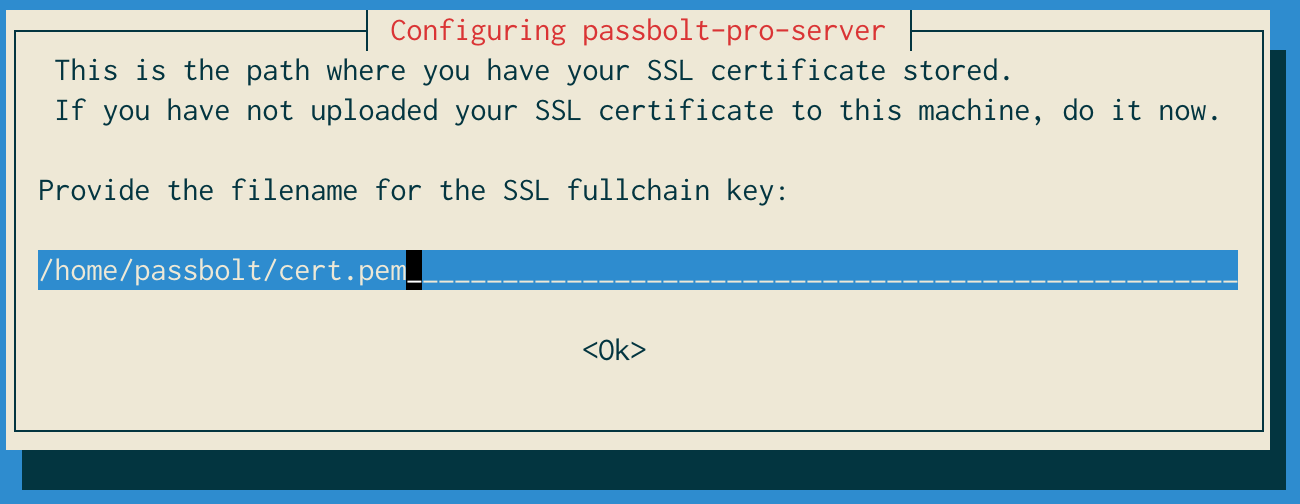 Configuring passbolt-pro-server
This is the path where you have your SSL certificate stored.
If you have not uploaded your SSL certificate to this machine, do it now.
Provide the filename for the SSL fullchain key:
/home/passbolt/cert.pem___________________________________________________
<Ok>